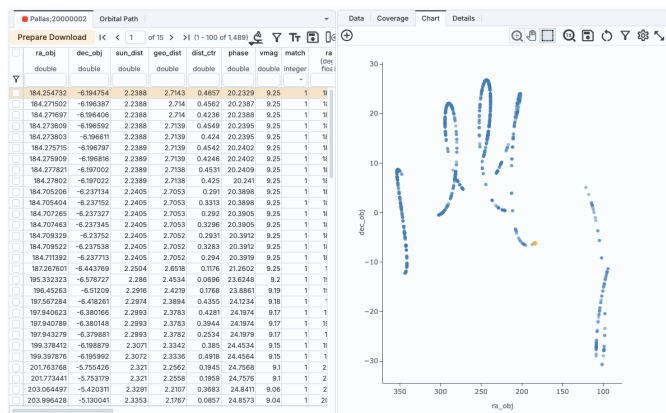 Pallas;20000002 Orbital Path
Data Coverage Chart Details
Prepare Download 1 of 15 (1 - 100 of 1,489)
ra_obj dec_obj sun_dist geo_dist dist_ctr phase vmag match ra
double double double double double double double integer
184.254732 -6.194754 2.2388 2.7143 0.4657 20.2329 9.25 1
184.271502 -6.196387 2.2388 2.714 0.4562 20.2387 9.25 1
184.271697 -6.196406 2.2388 2.714 0.4236 20.2388 9.25 1
184.273609 -6.196592 2.2388 2.7139 0.4549 20.2395 9.25 1
184.273803 -6.196611 2.2388 2.7139 0.424 20.2395 9.25 1
184.275715 -6.196797 2.2389 2.7139 0.4542 20.2402 9.25 1
184.275909 -6.196816 2.2389 2.7139 0.4246 20.2402 9.25 1
184.277821 -6.197002 2.2389 2.7138 0.4531 20.2409 9.25 1
184.27802 -6.197022 2.2389 2.7138 0.425 20.241 9.25 1
184.705206 -6.237134 2.2405 2.7053 0.291 20.3898 9.25 1
184.705404 -6.237152 2.2405 2.7053 0.3313 20.3898 9.25 1
184.707265 -6.237327 2.2405 2.7053 0.292 20.3905 9.25 1
184.707463 -6.237345 2.2405 2.7053 0.3296 20.3905 9.25 1
184.709329 -6.23752 2.2405 2.7052 0.2931 20.3912 9.25 1
184.709522 -6.237538 2.2405 2.7052 0.3283 20.3912 9.25 1
184.711392 -6.237713 2.2405 2.7052 0.294 20.3919 9.25 1
187.267601 -6.443769 2.2504 2.6518 0.1176 21.2602 9.25 1
195.332323 -6.578727 2.286 2.4534 0.0696 23.6248 9.2 1
196.45263 -6.51209 2.2916 2.4219 0.1768 23.8861 9.19 1
197.567284 -6.418261 2.2974 2.3894 0.4355 24.1234 9.18 1
197.940623 -6.380166 2.2993 2.3783 0.4281 24.1974 9.17 1
197.940789 -6.380148 2.2993 2.3783 0.3944 24.1974 9.17 1
197.943279 -6.379881 2.2993 2.3782 0.2534 24.1979 9.17 1
199.378412 -6.198879 2.3071 2.3342 0.385 24.4534 9.15 1
199.397876 -6.195992 2.3072 2.3336 0.4918 24.4564 9.15 1
201.763768 -5.755426 2.321 2.2562 0.1945 24.7568 9.1 1
201.773441 -5.753179 2.321 2.2558 0.1959 24.7576 9.1 1
203.064497 -5.420311 2.3291 2.2107 0.3683 24.8411 9.06 1
203.996428 -5.130041 2.3353 2.1767 0.0857 24.8573 9.04 1
30
20
10
0
−10
−20
−30
dec_obj
350 300 250 200 150 100
ra_obj